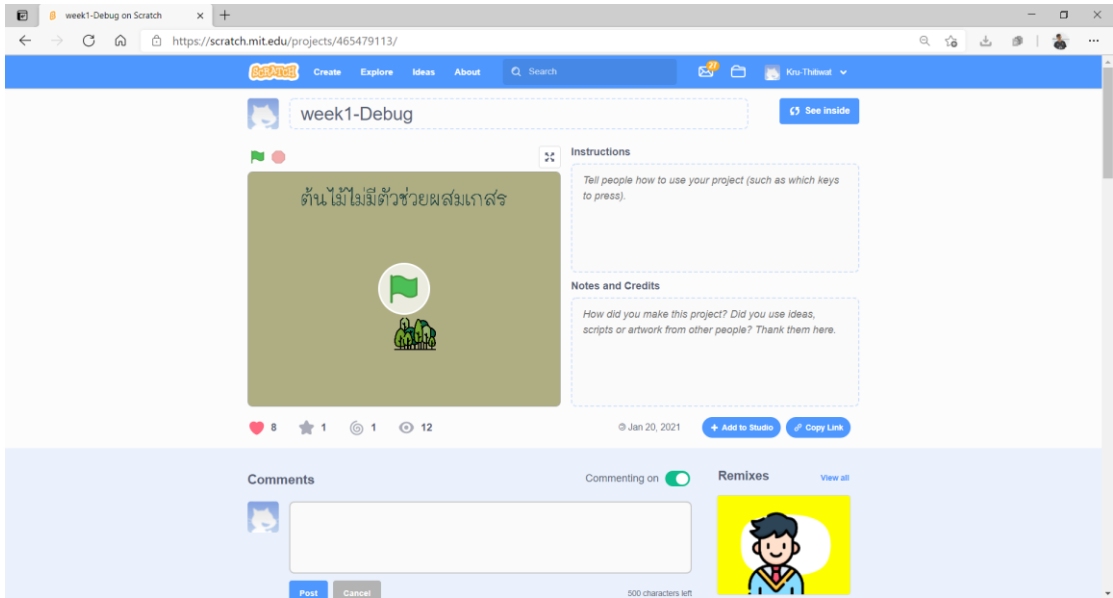 week1-Debug on Scratch
https://scratch.mit.edu/projects/465479113/
SCRATCH Create Explore Ideas About Search 27 Kru-Thitiwat
week1-Debug
See inside
Instructions
Tell people how to use your project (such as which keys
to press).
ต้นไม้ไม่มีตัวช่วยผสมเกสร
Notes and Credits
How did you make this project? Did you use ideas,
scripts or artwork from other people? Thank them here.
8 1 1 12
© Jan 20, 2021
+ Add to Studio
Copy Link
Comments
Commenting on
Remixes
View all
Post
Cancel
500 characters left